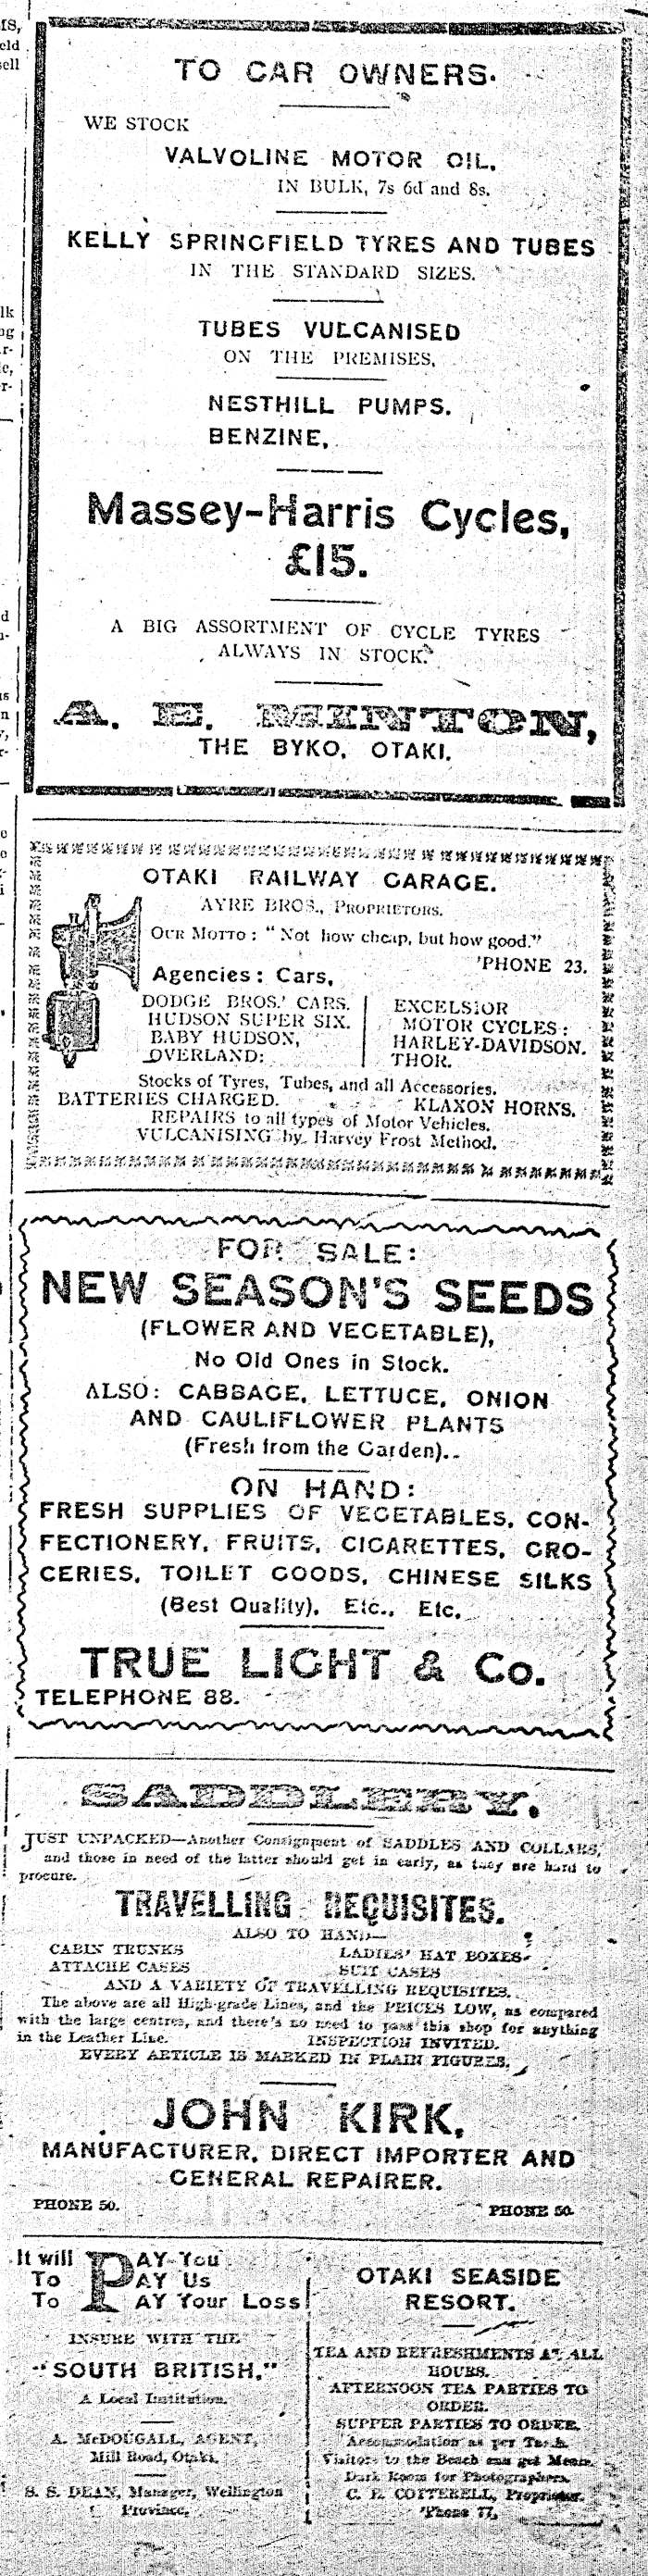 TO CAR OWNERS.
WE STOCK
VALVOLINE MOTOR OIL,
IN BULK, 7s 6d and 8s.
KELLY SPRINGFIELD TYRES AND TUBES
IN THE STANDARD SIZES.
TUBES VULCANISED
ON THE PREMISES,
NESTHILL PUMPS.
BENZINE,
Massey-Harris Cycles,
£15.
A BIG ASSORTMENT OF CYCLE TYRES
ALWAYS IN STOCK.
A. E. MINTON,
THE BYKO, OTAKI.
OTAKI RAILWAY GARAGE.
AYRE BROS., PROPRIETORS.
OUR MOTTO: "Not how cheap, but how good."
'PHONE 23.
Agencies: Cars,
DODGE BROS.' CARS.
HUDSON SUPER SIX.
BABY HUDSON,
OVERLAND:
EXCELSIOR
MOTOR CYCLES:
HARLEY-DAVIDSON.
THOR.
Stocks of Tyres, Tubes, and all Accessories.
BATTERIES CHARGED. KLAXON HORNS.
REPAIRS to all types of Motor Vehicles.
VULCANISING by Harvey Frost Method.
FOR SALE:
NEW SEASON'S SEEDS
(FLOWER AND VEGETABLE),
No Old Ones in Stock.
ALSO: CABBAGE, LETTUCE, ONION
AND CAULIFLOWER PLANTS
(Fresh from the Garden)..
ON HAND:
FRESH SUPPLIES OF VEGETABLES, CON-
FECTIONERY, FRUITS, CIGARETTES, GRO-
CERIES, TOILET GOODS, CHINESE SILKS
(Best Quality), Etc., Etc.
TRUE LIGHT & Co.
TELEPHONE 88.
SADDLERY.
JUST UNPACKED—Another Consignment of SADDLES AND COLLARS,
and those in need of the latter should get in early, as they are hard to
procure.
TRAVELLING REQUISITES.
ALSO TO HAND—
CABIN TRUNKS
ATTACHE CASES
LADIES' HAT BOXES
SUIT CASES
AND A VARIETY OF TRAVELLING REQUISITES.
The above are all High-grade Lines, and the PRICES LOW, as compared
with the large centres, and there's no need to pass this shop for anything
in the Leather Line. INSPECTION INVITED.
EVERY ARTICLE IS MARKED IN PLAIN FIGURES.
JOHN KIRK,
MANUFACTURER, DIRECT IMPORTER AND
GENERAL REPAIRER.
PHONE 50. PHONE 50.
It will PAY You
To PAY Us
To PAY Your Loss
INSURE WITH THE
"SOUTH BRITISH."
A Local Institution.
A. McDOUGALL, AGENT,
Mill Road, Otaki.
S. S. DEAN, Manager, Wellington
Province.
OTAKI SEASIDE
RESORT.
TEA AND REFRESHMENTS AT ALL
HOURS.
AFTERNOON TEA PARTIES TO
ORDER.
SUPPER PARTIES TO ORDER.
Accommodation as per
Visitors to the Beach can get Meals.
Dark Room for Photographers.
C. E. COTTERELL, Proprietor.
'Phone 77.